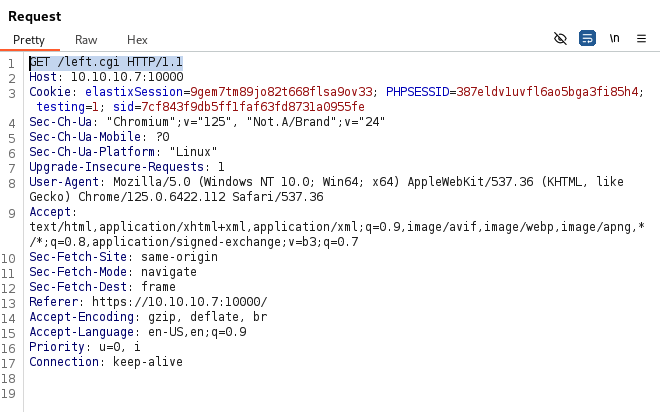 Request
Pretty Raw Hex \n
1 GET /left.cgi HTTP/1.1
2 Host: 10.10.10.7:10000
3 Cookie: elastixSession=9gem7tm89jo82t668flsa9ov33; PHPSESSID=387eldv1uvfl6ao5bga3fi85h4;
testing=1; sid=7cf843f9db5ff1faf63fd8731a0955fe
4 Sec-Ch-Ua: "Chromium";v="125", "Not.A/Brand";v="24"
5 Sec-Ch-Ua-Mobile: ?0
6 Sec-Ch-Ua-Platform: "Linux"
7 Upgrade-Insecure-Requests: 1
8 User-Agent: Mozilla/5.0 (Windows NT 10.0; Win64; x64) AppleWebKit/537.36 (KHTML, like
Gecko) Chrome/125.0.6422.112 Safari/537.36
9 Accept:
text/html,application/xhtml+xml,application/xml;q=0.9,image/avif,image/webp,image/apng,*
/*;q=0.8,application/signed-exchange;v=b3;q=0.7
10 Sec-Fetch-Site: same-origin
11 Sec-Fetch-Mode: navigate
12 Sec-Fetch-Dest: frame
13 Referer: https://10.10.10.7:10000/
14 Accept-Encoding: gzip, deflate, br
15 Accept-Language: en-US,en;q=0.9
16 Priority: u=0, i
17 Connection: keep-alive
18
19